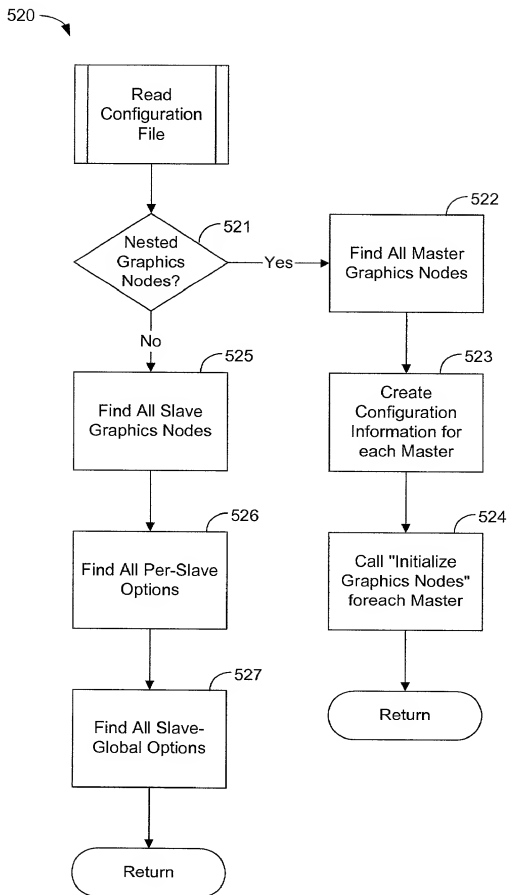 520
Read
Configuration
File
521
Nested
Graphics
Nodes?
Yes
No
522
Find All Master
Graphics Nodes
523
Create
Configuration
Information for
each Master
524
Call "Initialize
Graphics Nodes"
foreach Master
Return
525
Find All Slave
Graphics Nodes
526
Find All Per-Slave
Options
527
Find All Slave-
Global Options
Return